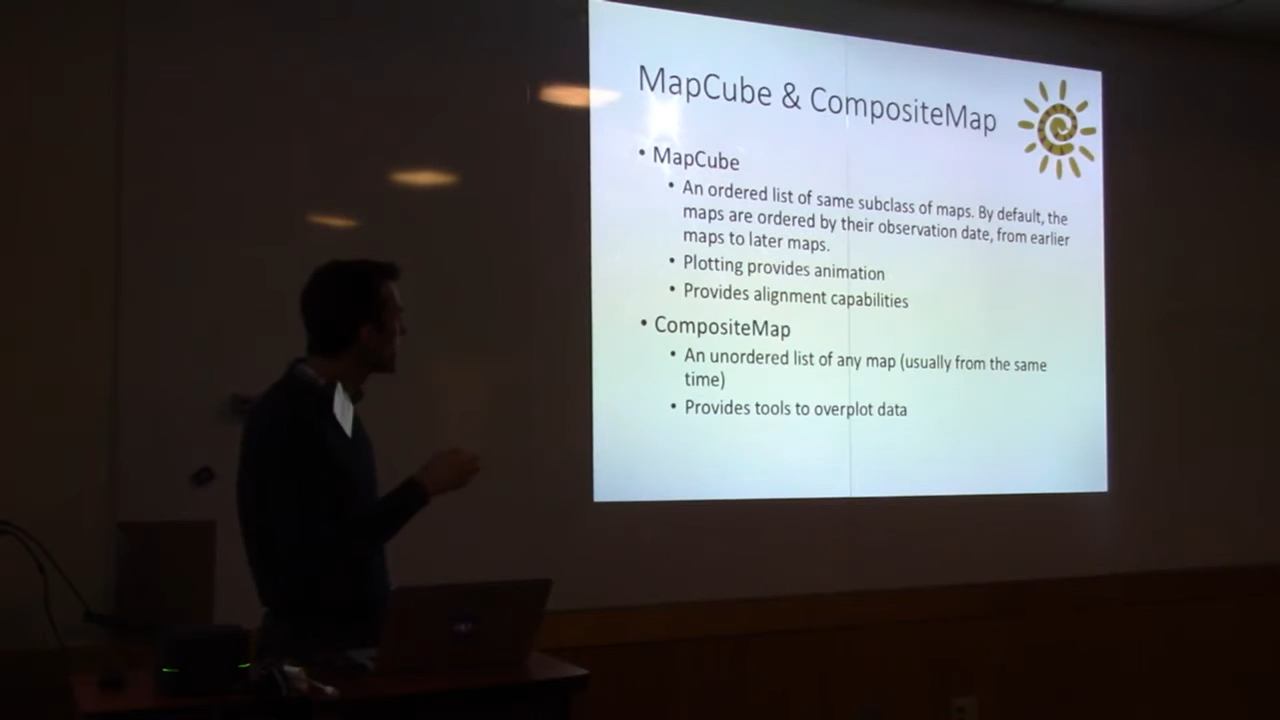 MapCube & CompositeMap
• MapCube
• An ordered list of same subclass of maps. By default, the
maps are ordered by their observation date, from earlier
maps to later maps.
• Plotting provides animation
• Provides alignment capabilities
• CompositeMap
• An unordered list of any map (usually from the same
time)
• Provides tools to overplot data